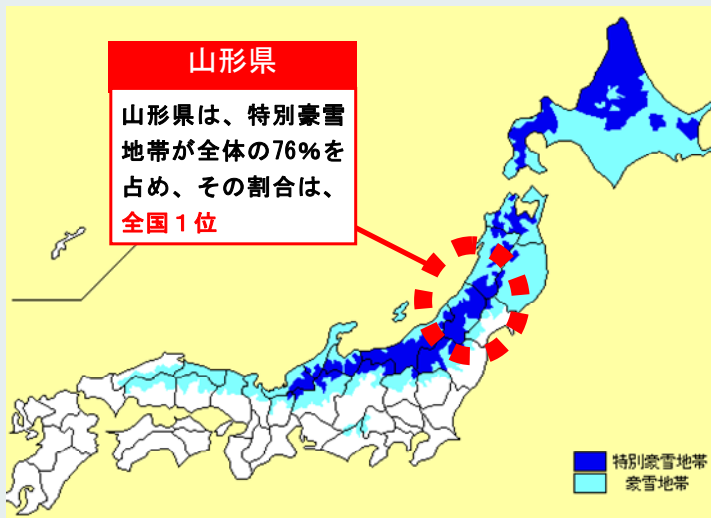 山形県
山形県は、特別豪雪
地帯が全体の76%を
占め、その割合は、
全国１位
特別豪雪地帯
豪雪地帯